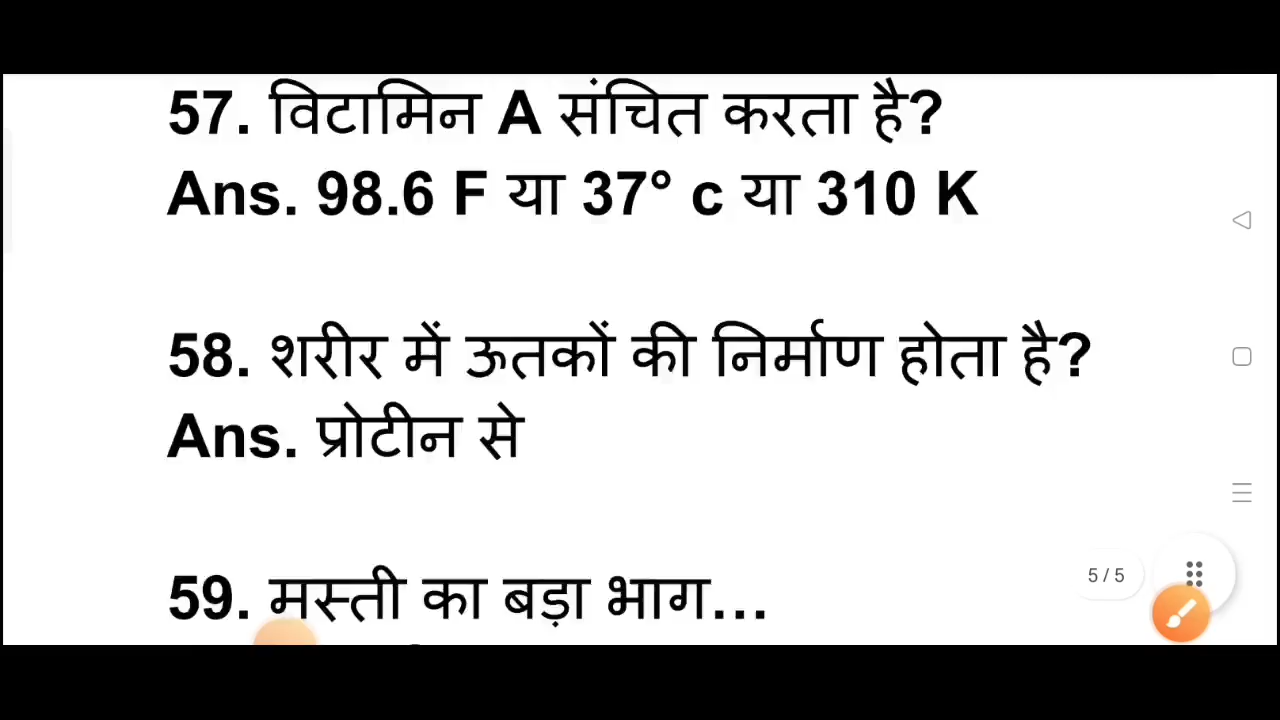 57. विटामिन A संचित करता है?
Ans. 98.6 F या 37° c या 310 K
58. शरीर में ऊतकों की निर्माण होता है?
Ans. प्रोटीन से
59. मस्ती का बड़ा भाग...
5/5